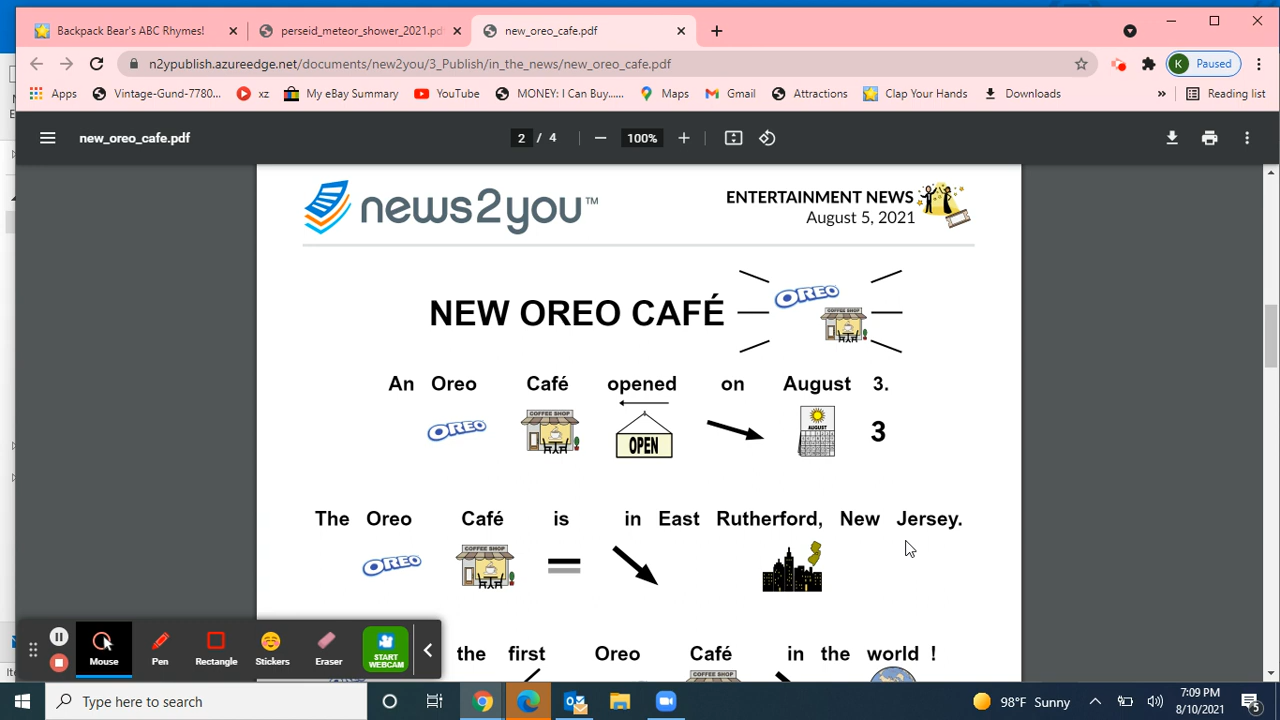 Backpack Bear's ABC Rhymes!
perseid_meteor_shower_2021.pd
new_oreo_cafe.pdf
n2ypublish.azureedge.net/documents/new2you/3_Publish/in_the_news/new_oreo_cafe.pdf
K Paused
Apps
Vintage-Gund-7780...
xz
My eBay Summary
YouTube
MONEY: I Can Buy......
Maps
Gmail
Attractions
Clap Your Hands
Downloads
»
Reading list
new_oreo_cafe.pdf
2 / 4
100%
news2you™
ENTERTAINMENT NEWS
August 5, 2021
NEW OREO CAFÉ
OREO
COFFEE SHOP
An Oreo Café opened on August 3.
OREO
COFFEE SHOP
OPEN
AUGUST
3
The Oreo Café is in East Rutherford, New Jersey.
OREO
COFFEE SHOP
the first Oreo Café in the world !
COFFEE SHOP
Mouse
Pen
Rectangle
Stickers
Eraser
START
WEBCAM
Type here to search
98°F Sunny
7:09 PM
8/10/2021
5